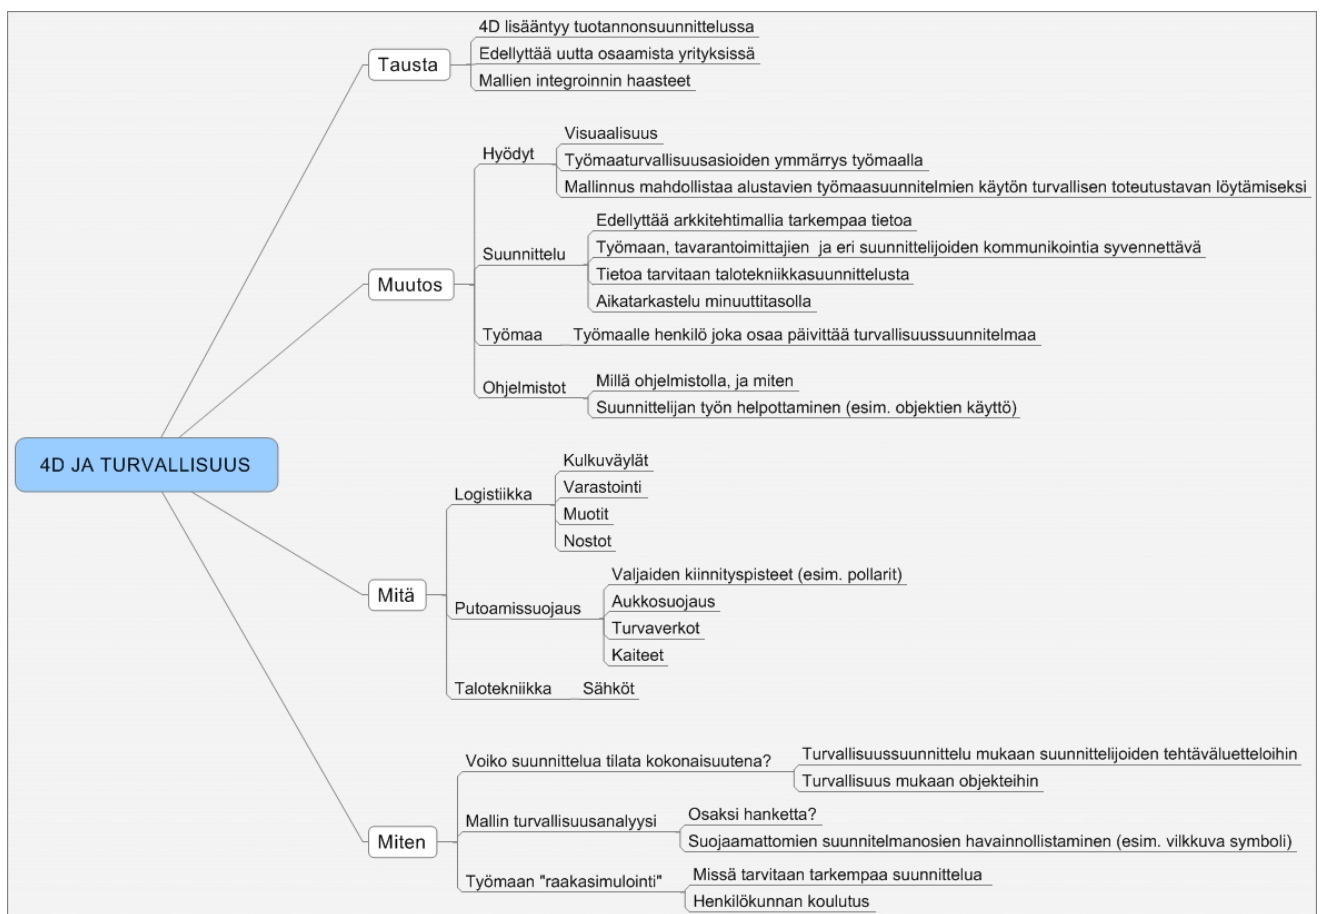 4D JA TURVALLISUUS
Tausta
4D lisääntyy tuotannonsuunnittelussa
Edellyttää uutta osaamista yrityksissä
Mallien integroinnin haasteet
Muutos
Hyödyt
Visuaalisuus
Työmaaturvallisuusasioiden ymmärrys työmaalla
Mallinnus mahdollistaa alustavien työmaasuunnitelmien käytön turvallisen toteutustavan löytämiseksi
Suunnittelu
Edellyttää arkkitehtimallia tarkempaa tietoa
Työmaan, tavarantoimittajien ja eri suunnittelijoiden kommunikointia syvennettävä
Tietoa tarvitaan talotekniikkasuunnittelusta
Aikatarkastelu minuuttitasolla
Työmaa
Työmaalle henkilö joka osaa päivittää turvallisuussuunnitelmaa
Ohjelmistot
Millä ohjelmistolla, ja miten
Suunnittelijan työn helpottaminen (esim. objektien käyttö)
Mitä
Logistiikka
Kulkuväylät
Varastointi
Muotit
Nostot
Putoamissuojaus
Valjaiden kiinnityspisteet (esim. pollarit)
Aukkosuojaus
Turvaverkot
Kaiteet
Talotekniikka
Sähköt
Miten
Voiko suunnittelua tilata kokonaisuutena?
Turvallisuussuunnittelu mukaan suunnittelijoiden tehtäväluetteloihin
Turvallisuus mukaan objekteihin
Mallin turvallisuusanalyysi
Osaksi hanketta?
Suojaamattomien suunnitelmanosien havainnollistaminen (esim. vilkkuva symboli)
Työmaan "raakasimulointi"
Missä tarvitaan tarkempaa suunnittelua
Henkilökunnan koulutus